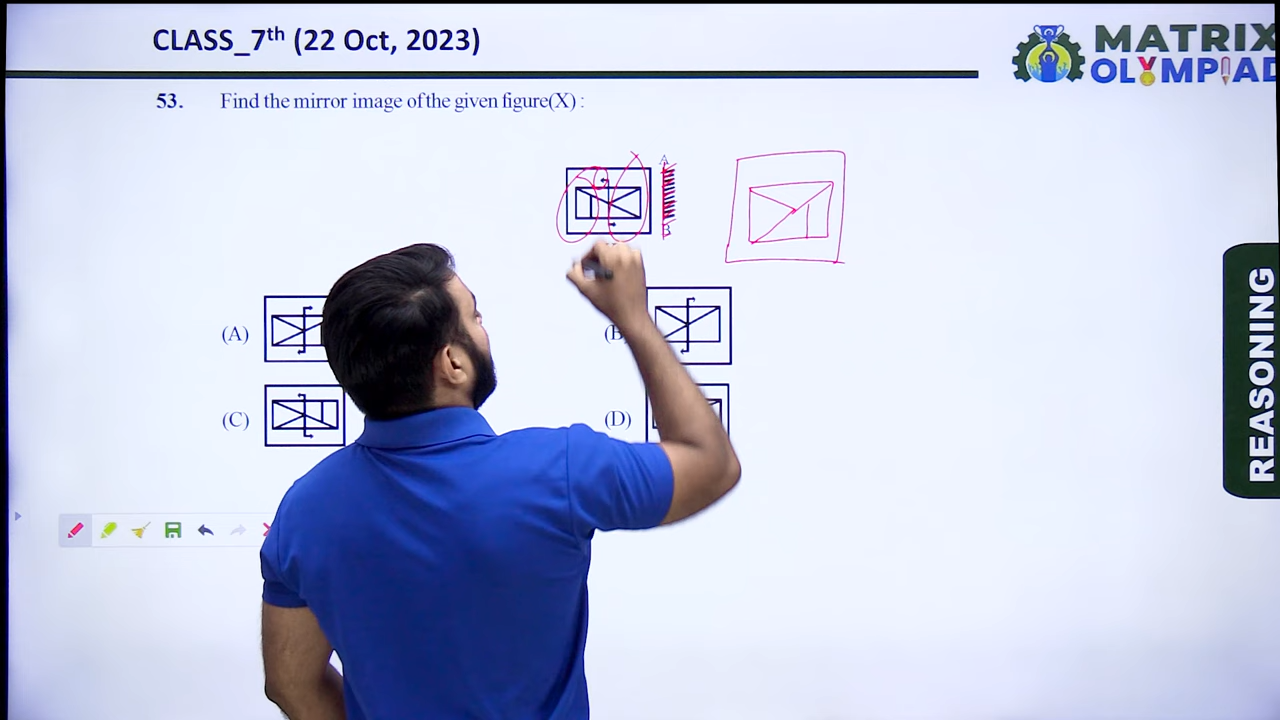 CLASS_7th (22 Oct, 2023)
MATRIX
OLYMPIAD
53. Find the mirror image of the given figure(X) :
A
B
(A)
(B
(C)
(D)
REASONING